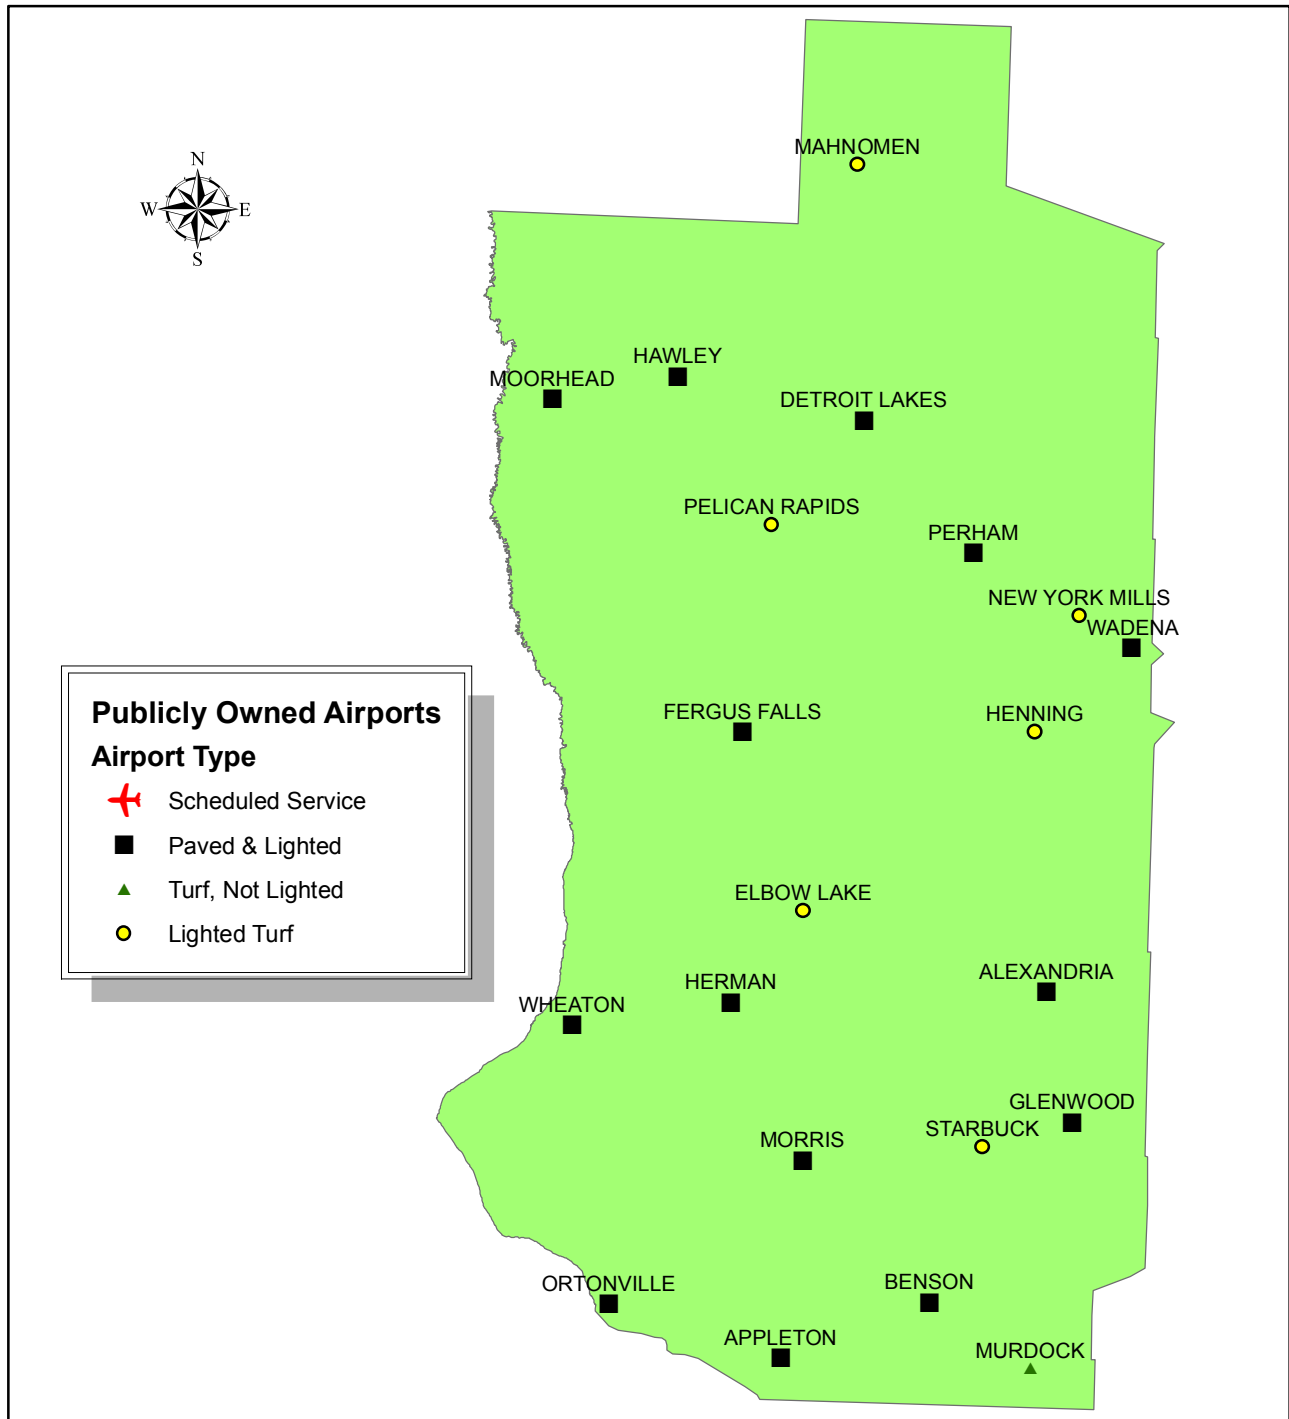 MAHNOMEN
N
W
E
S
HAWLEY
MOORHEAD
DETROIT LAKES
PELICAN RAPIDS
PERHAM
NEW YORK MILLS
WADENA
FERGUS FALLS
HENNING
Publicly Owned Airports
Airport Type
Scheduled Service
Paved & Lighted
Turf, Not Lighted
Lighted Turf
ELBOW LAKE
ALEXANDRIA
HERMAN
WHEATON
GLENWOOD
STARBUCK
MORRIS
BENSON
ORTONVILLE
APPLETON
MURDOCK